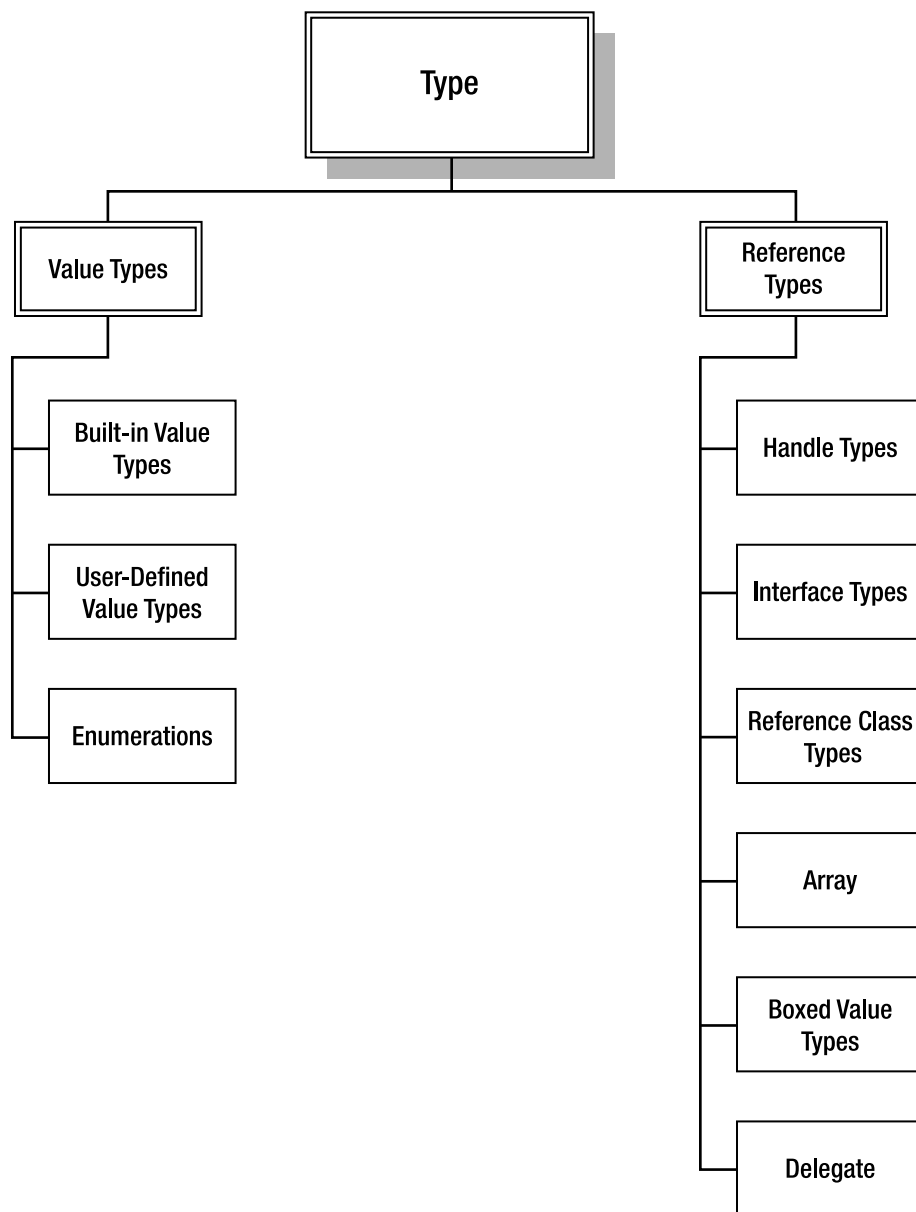 Type
Value Types
Reference
Types
Built-in Value
Types
User-Defined
Value Types
Enumerations
Handle Types
Interface Types
Reference Class
Types
Array
Boxed Value
Types
Delegate